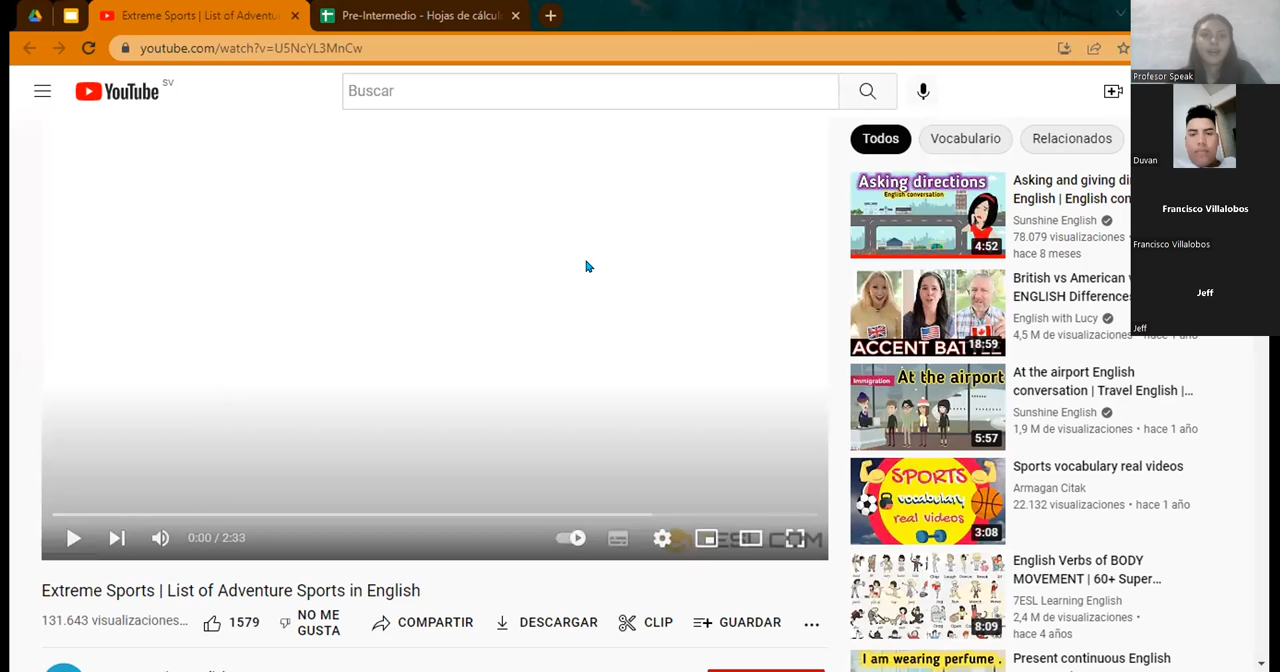 Extreme Sports | List of Adventu
Pre-Intermedio - Hojas de cálcul
youtube.com/watch?v=U5NcYL3MnCw
YouTube SV
Buscar
Profesor Speak
Duvan
Francisco Villalobos
Francisco Villalobos
Jeff
Jeff
Todos
Vocabulario
Relacionados
Asking directions
English conversation
4:52
Asking and giving di
English | English con
Sunshine English
78.079 visualizaciones •
hace 8 meses
ACCENT BAT
18:59
British vs American
ENGLISH Differences
English with Lucy
4,5 M de visualizaciones • hace 1 año
Immigration
At the airport
5:57
At the airport English
conversation | Travel English |...
Sunshine English
1,9 M de visualizaciones • hace 1 año
SPORTS
vocabulary
real videos
3:08
Sports vocabulary real videos
Armagan Citak
22.132 visualizaciones • hace 1 año
8:09
English Verbs of BODY
MOVEMENT | 60+ Super...
7ESL Learning English
2,4 M de visualizaciones •
hace 4 años
I am wearing perfume.
Present continuous English
0:00 / 2:33
ESL.COM
Extreme Sports | List of Adventure Sports in English
131.643 visualizaciones...
1579
NO ME
GUSTA
COMPARTIR
DESCARGAR
CLIP
GUARDAR